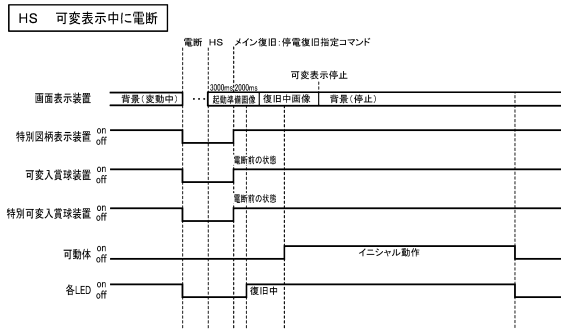 HS 可変表示中に電断
電断 HS メイン復旧：停電復旧指定コマンド
可変表示停止
3000ms 2000ms
画面表示装置 背景（変動中） ･･･ 起動準備画像 復旧中画像 背景（停止）
特別図柄表示装置 on
off
電断前の状態
可変入賞球装置 on
off
電断前の状態
特別可変入賞球装置 on
off
可動体 on
off
イニシャル動作
各LED on
off
復旧中